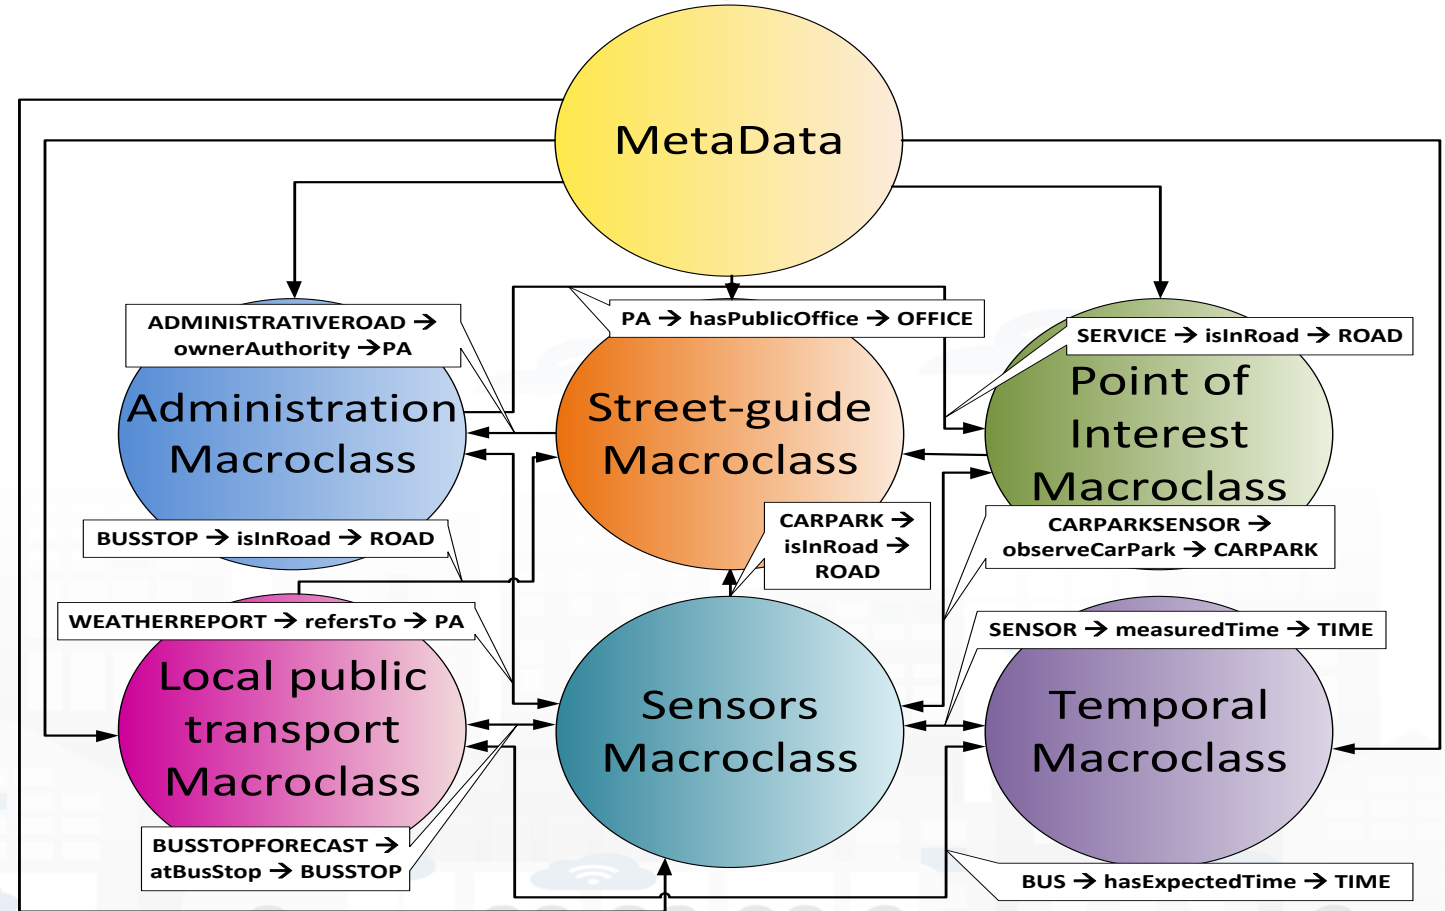 MetaData
ADMINISTRATIVEROAD →
ownerAuthority →PA
PA → hasPublicOffice → OFFICE
SERVICE → isInRoad → ROAD
Administration
Macroclass
Street-guide
Macroclass
Point of
Interest
Macroclass
BUSSTOP → isInRoad → ROAD
CARPARK →
isInRoad →
ROAD
CARPARKSENSOR →
observeCarPark → CARPARK
WEATHERREPORT → refersTo → PA
SENSOR → measuredTime → TIME
Local public
transport
Macroclass
Sensors
Macroclass
Temporal
Macroclass
BUSSTOPFORECAST →
atBusStop → BUSSTOP
BUS → hasExpectedTime → TIME